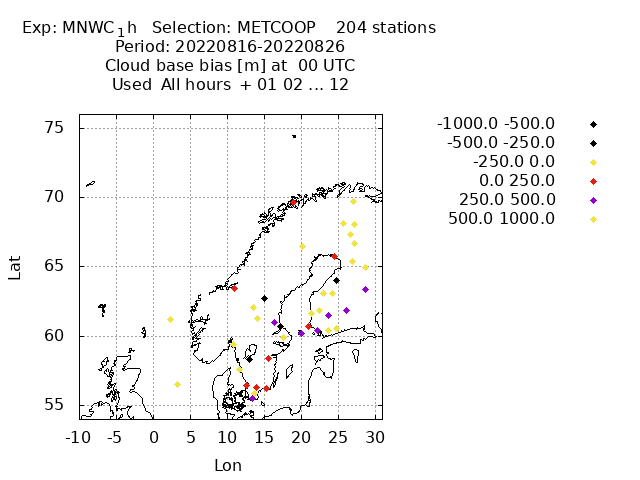 Exp: MNWC_1h Selection: METCOOP 204 stations
Period: 20220816-20220826
Cloud base bias [m] at 00 UTC
Used All hours + 01 02 ... 12
-1000.0 -500.0
-500.0 -250.0
-250.0 0.0
0.0 250.0
250.0 500.0
500.0 1000.0
75
70
65
60
55
Lat
-10 -5 0 5 10 15 20 25 30
Lon